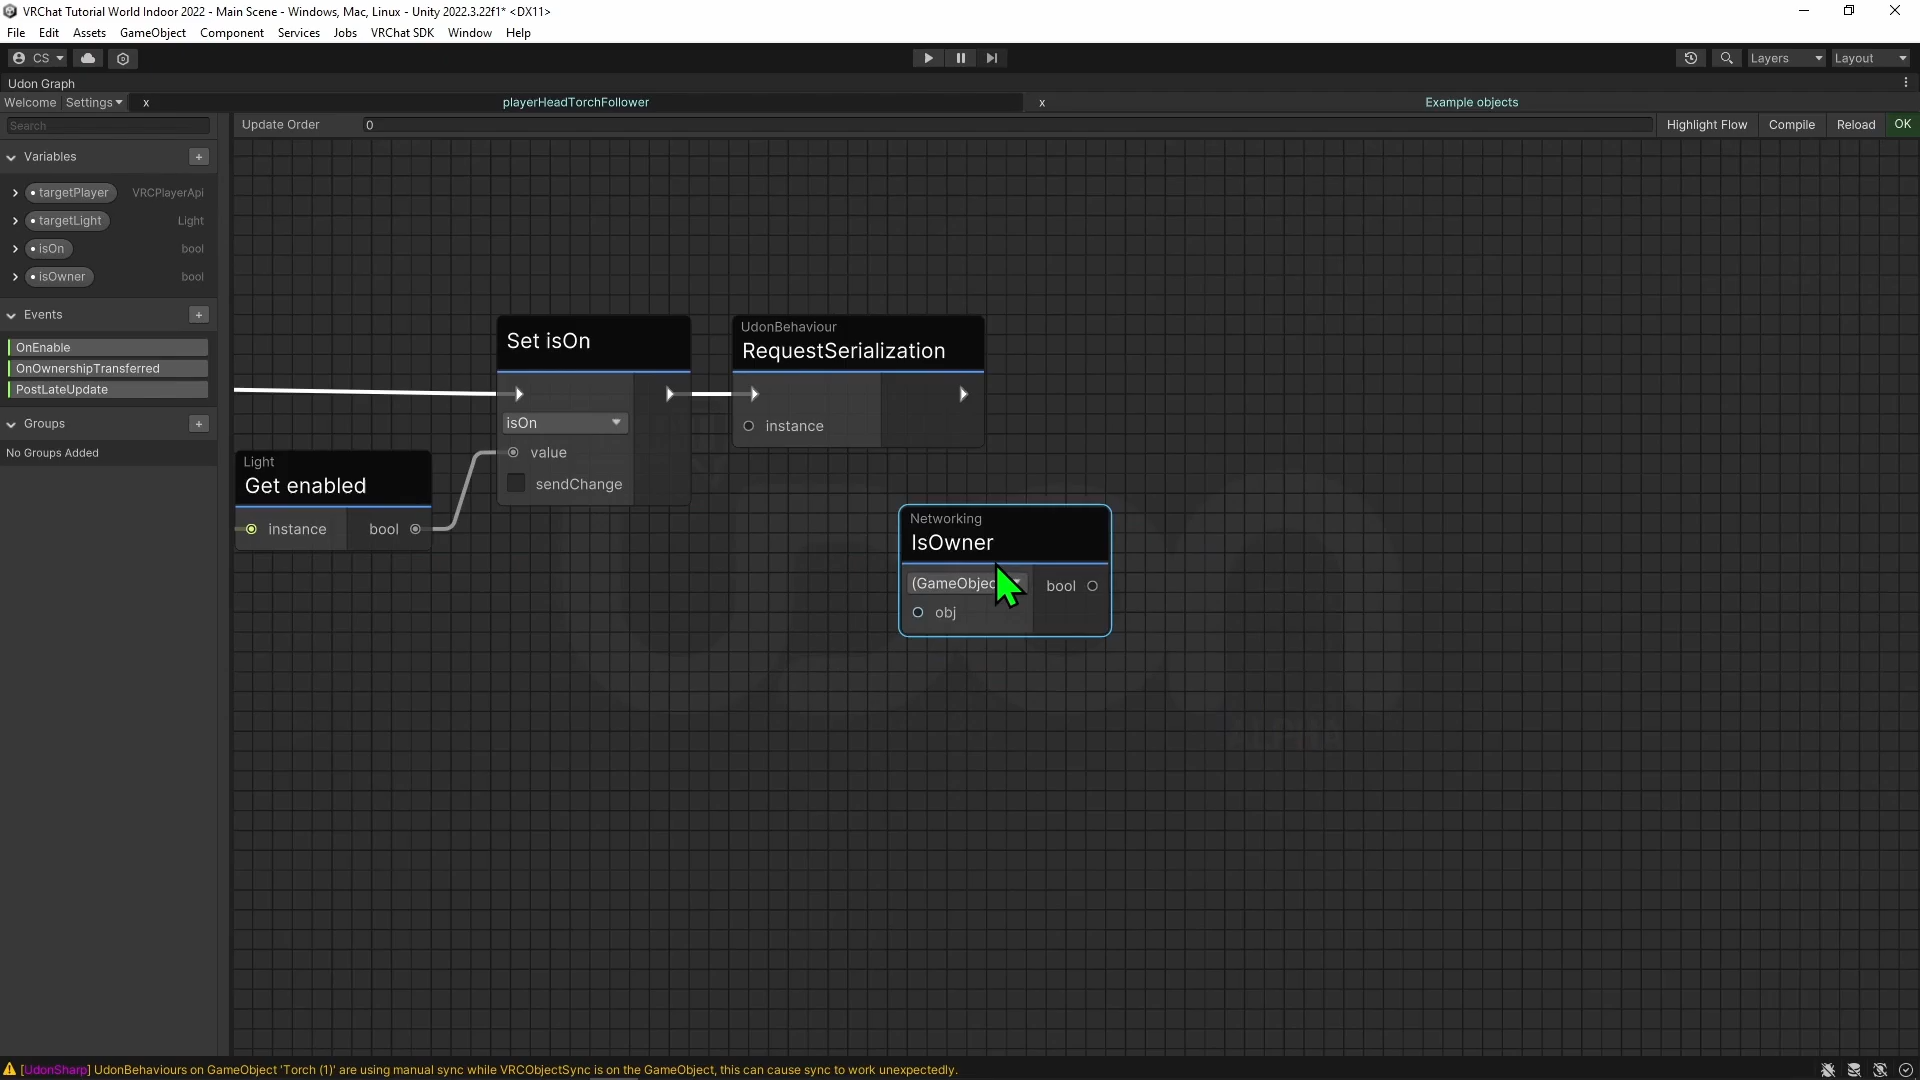 VRChat Tutorial World Indoor 2022 - Main Scene - Windows, Mac, Linux - Unity 2022.3.22f1* <DX11>
File Edit Assets GameObject Component Services Jobs VRChat SDK Window Help
CS Layers Layout
Udon Graph
Welcome Settings x playerHeadTorchFollower x Example objects
Search Update Order 0 Highlight Flow Compile Reload OK
Variables +
targetPlayer VRCPlayerApi
targetLight Light
isOn bool
isOwner bool
Events +
OnEnable
OnOwnershipTransferred
PostLateUpdate
Groups +
No Groups Added
Light
Get enabled
instance bool
Set isOn
isOn
value
sendChange
UdonBehaviour
RequestSerialization
instance
Networking
IsOwner
(GameObjec bool
obj
[UdonSharp] UdonBehaviours on GameObject 'Torch (1)' are using manual sync while VRCObjectSync is on the GameObject, this can cause sync to work unexpectedly.